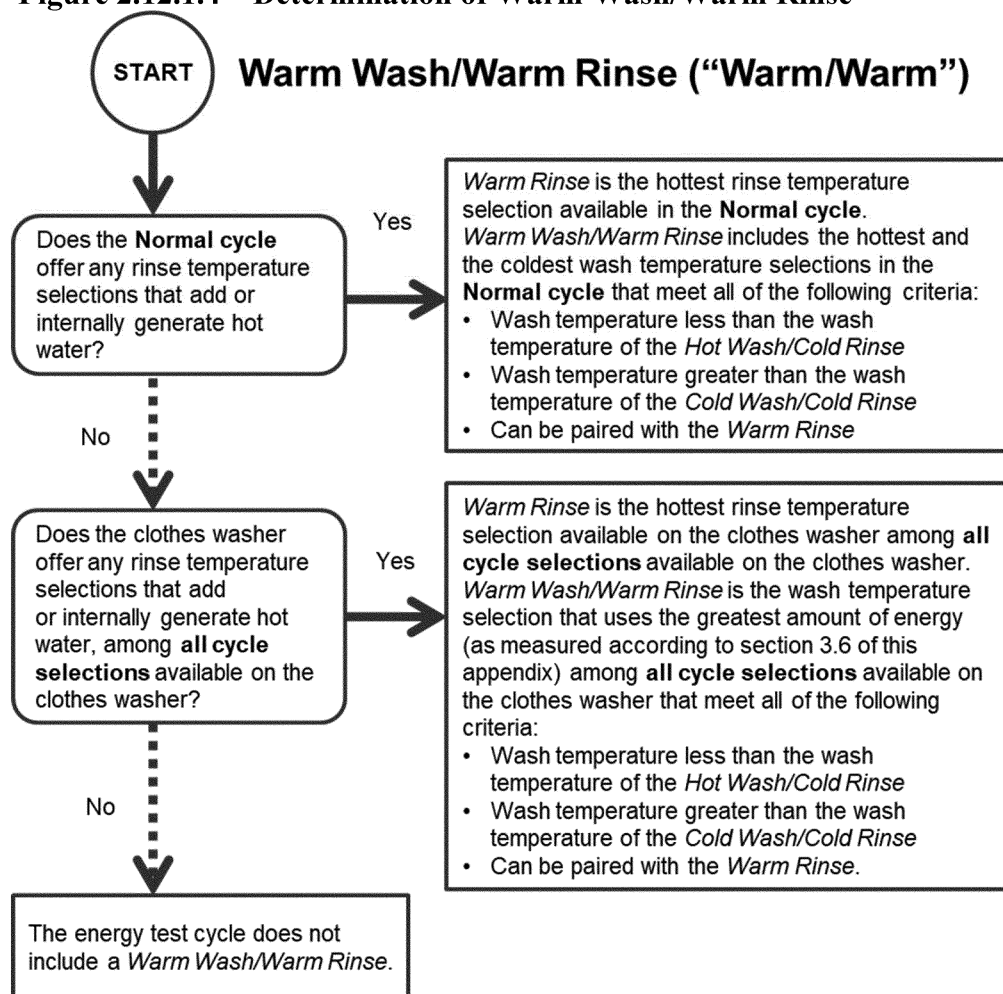 START
Warm Wash/Warm Rinse (“Warm/Warm”)
Does the Normal cycle
offer any rinse temperature
selections that add or
internally generate hot
water?
Yes
Warm Rinse is the hottest rinse temperature
selection available in the Normal cycle.
Warm Wash/Warm Rinse includes the hottest and
the coldest wash temperature selections in the
Normal cycle that meet all of the following criteria:
• Wash temperature less than the wash
temperature of the Hot Wash/Cold Rinse
• Wash temperature greater than the wash
temperature of the Cold Wash/Cold Rinse
• Can be paired with the Warm Rinse
No
Does the clothes washer
offer any rinse temperature
selections that add
or internally generate hot
water, among all cycle
selections available on the
clothes washer?
Yes
Warm Rinse is the hottest rinse temperature
selection available on the clothes washer among all
cycle selections available on the clothes washer.
Warm Wash/Warm Rinse is the wash temperature
selection that uses the greatest amount of energy
(as measured according to section 3.6 of this
appendix) among all cycle selections available on
the clothes washer that meet all of the following
criteria:
• Wash temperature less than the wash
temperature of the Hot Wash/Cold Rinse
• Wash temperature greater than the wash
temperature of the Cold Wash/Cold Rinse
• Can be paired with the Warm Rinse.
No
The energy test cycle does not
include a Warm Wash/Warm Rinse.